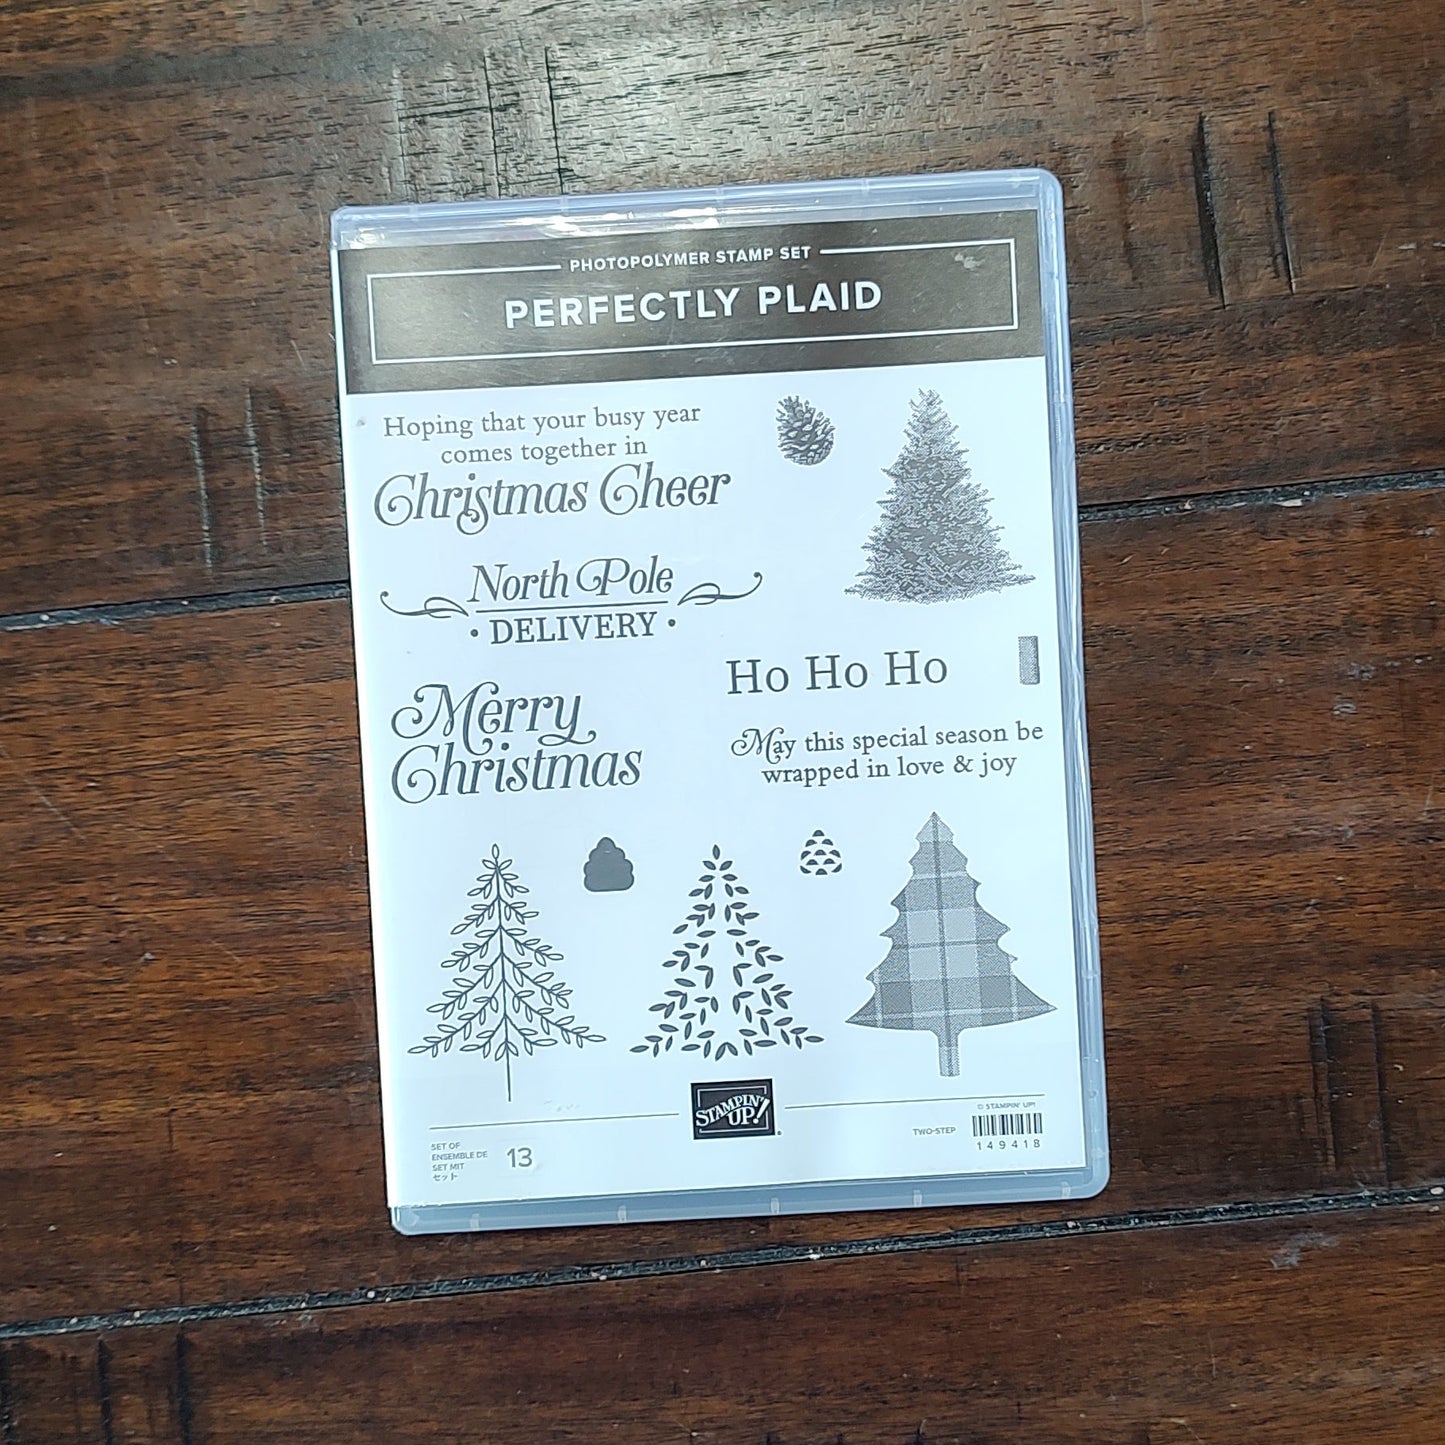 PHOTOPOLYMER STAMP SET
PERFECTLY PLAID
Hoping that your busy year
comes together in
Christmas Cheer
North Pole
• DELIVERY •
Ho Ho Ho
Merry
Christmas
May this special season be
wrapped in love & joy
STAMPIN'
UP!
®
SET OF
ENSEMBLE DE
SET MIT
セット
13
TWO-STEP
© STAMPIN' UP!
149418